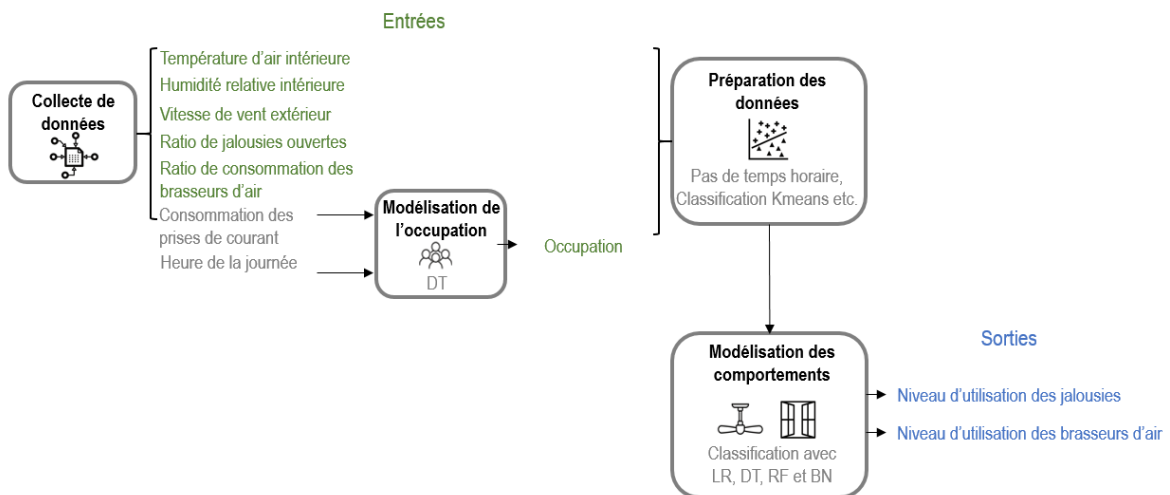 Entrées
Collecte de
données
Température d'air intérieure
Humidité relative intérieure
Vitesse de vent extérieur
Ratio de jalousies ouvertes
Ratio de consommation des
brasseurs d'air
Consommation des
prises de courant
Heure de la journée
Modélisation de
l'occupation
DT
Occupation
Préparation des
données
Pas de temps horaire,
Classification Kmeans etc.
Modélisation des
comportements
Classification avec
LR, DT, RF et BN
Sorties
Niveau d'utilisation des jalousies
Niveau d'utilisation des brasseurs d'air